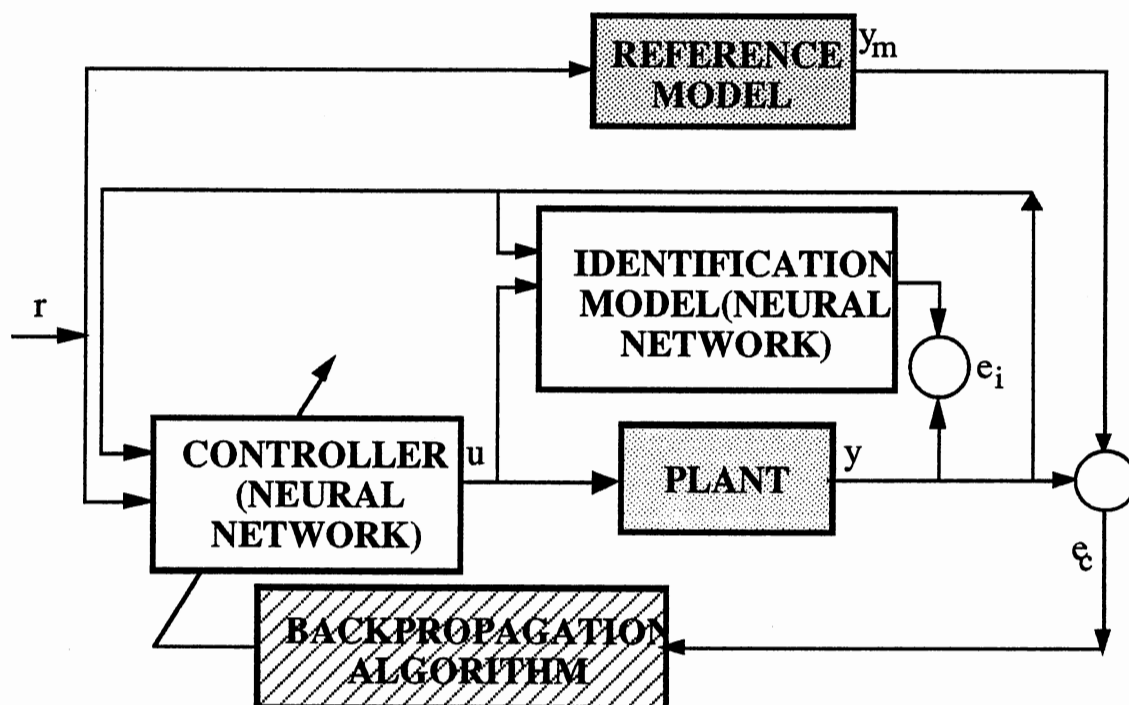 REFERENCE
MODEL
y_m
r
IDENTIFICATION
MODEL(NEURAL
NETWORK)
e_i
CONTROLLER
(NEURAL
NETWORK)
u
PLANT
y
e_c
BACKPROPAGATION
ALGORITHM